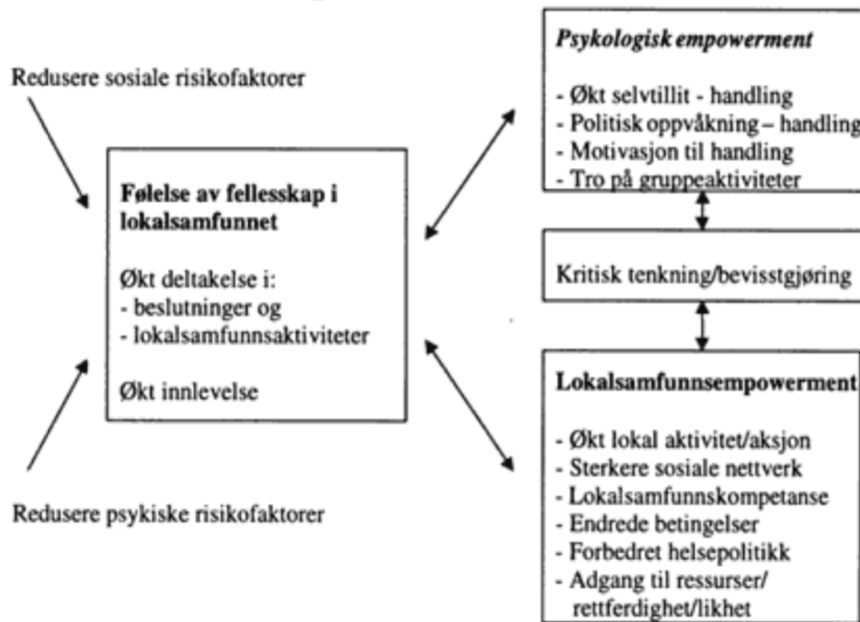 Redusere sosiale risikofaktorer
Følelse av fellesskap i
lokalsamfunnet
Økt deltakelse i:
- beslutninger og
- lokalsamfunnsaktiviteter
Økt innlevelse
Redusere psykiske risikofaktorer
Psykologisk empowerment
- Økt selvtillit - handling
- Politisk oppvåkning – handling
- Motivasjon til handling
- Tro på gruppeaktiviteter
Kritisk tenkning/bevisstgjøring
Lokalsamfunnsempowerment
- Økt lokal aktivitet/aksjon
- Sterkere sosiale nettverk
- Lokalsamfunnskompetanse
- Endrede betingelser
- Forbedret helsepolitikk
- Adgang til ressurser/
rettferdighet/likhet